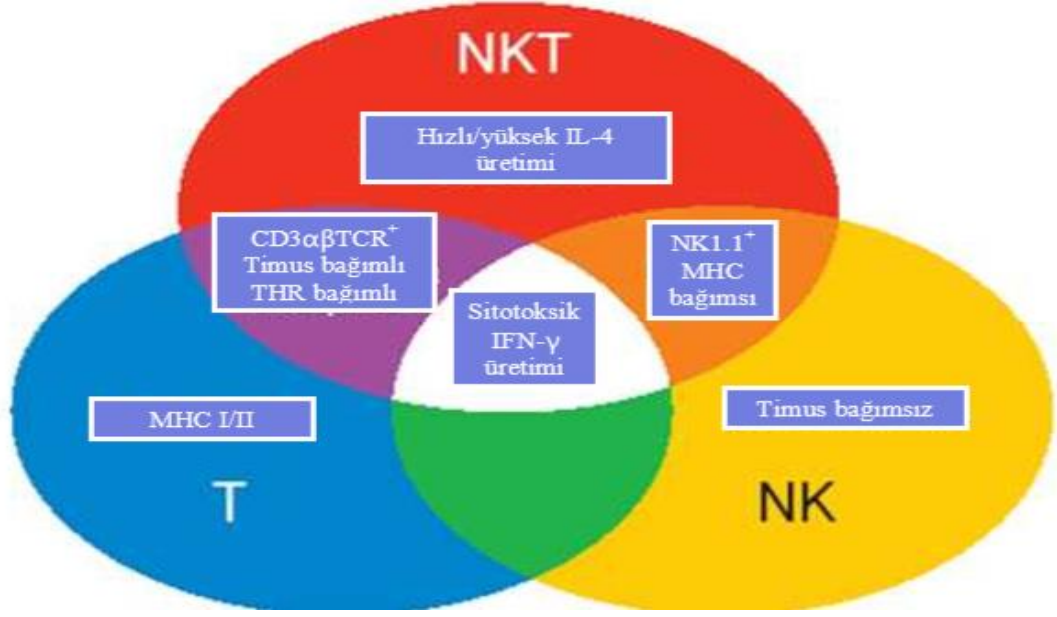 NKT
Hızlı/yüksek IL-4
üretimi
CD3αβTCR⁺
Timus bağımlı
THR bağımlı
NK1.1⁺
MHC
bağımsı
Sitotoksik
IFN-γ
üretimi
MHC I/II
Timus bağımsız
T
NK